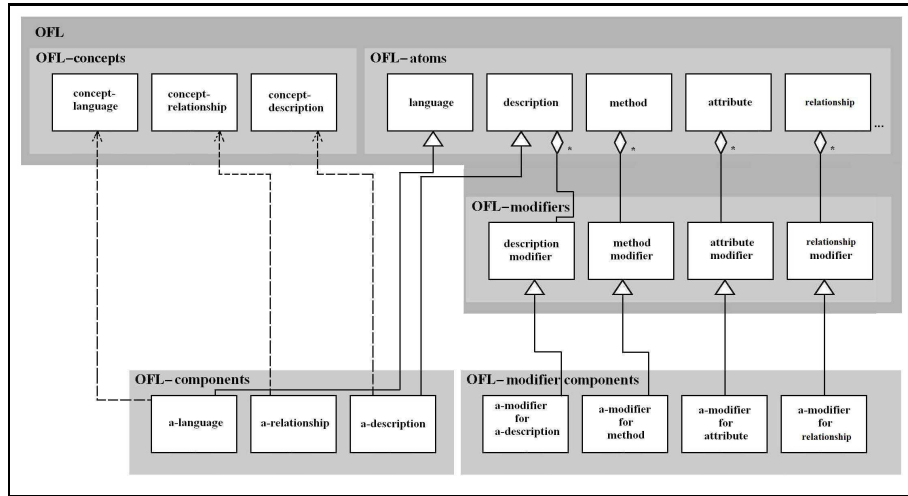 OFL
OFL-concepts
concept-
language
concept-
relationship
concept-
description
OFL-atoms
language
description
method
attribute
relationship
...
*
*
*
*
OFL-modifiers
description
modifier
method
modifier
attribute
modifier
relationship
modifier
OFL-components
a-language
a-relationship
a-description
OFL-modifier components
a-modifier
for
a-description
a-modifier
for
method
a-modifier
for
attribute
a-modifier
for
relationship